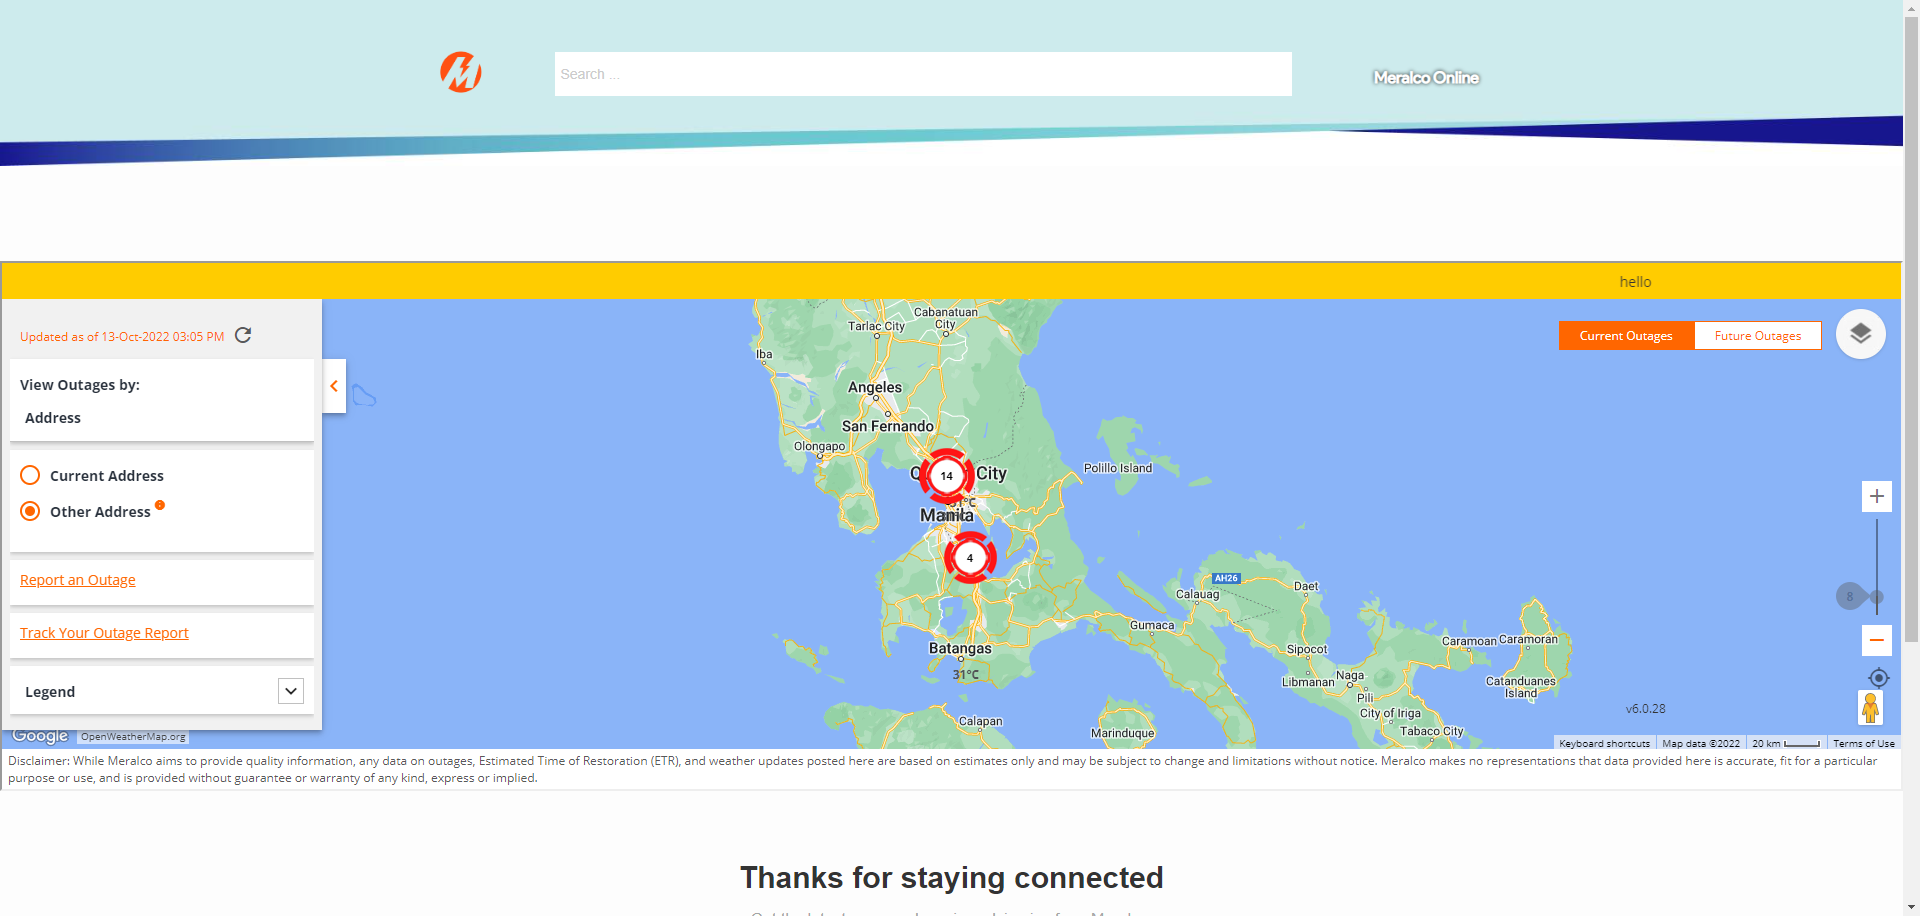 Search ...
Meralco Online
hello
Updated as of 13-Oct-2022 03:05 PM
View Outages by:
Address
Current Address
Other Address
Report an Outage
Track Your Outage Report
Legend
Current Outages
Future Outages
Cabanatuan
City
Tarlac City
Iba
Angeles
San Fernando
Olongapo
14
City
Polillo Island
Manila
4
AH26
Daet
Calauag
Gumaca
Batangas
31°C
Sipocot
Caramoan
Caramoran
Libmanan
Naga
Catanduanes
Island
Pili
City of Iriga
Tabaco City
Calapan
Marinduque
8
v6.0.28
Google
OpenWeatherMap.org
Keyboard shortcuts
Map data ©2022
20 km
Terms of Use
Disclaimer: While Meralco aims to provide quality information, any data on outages, Estimated Time of Restoration (ETR), and weather updates posted here are based on estimates only and may be subject to change and limitations without notice. Meralco makes no representations that data provided here is accurate, fit for a particular
purpose or use, and is provided without guarantee or warranty of any kind, express or implied.
Thanks for staying connected